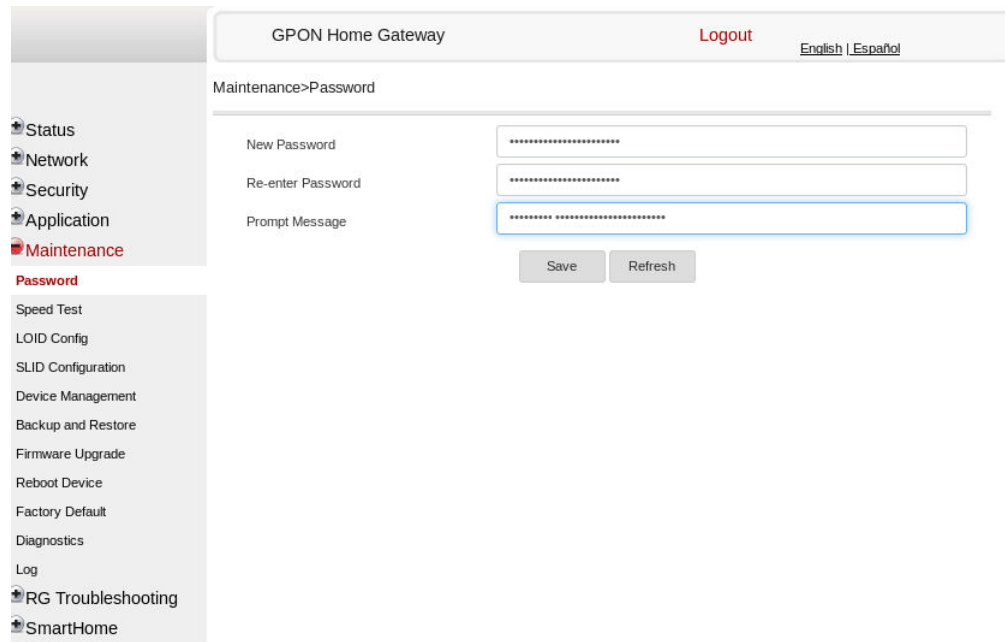 GPON Home Gateway
Logout
English | Español
Maintenance>Password
Status
Network
Security
Application
Maintenance
Password
Speed Test
LOID Config
SLID Configuration
Device Management
Backup and Restore
Firmware Upgrade
Reboot Device
Factory Default
Diagnostics
Log
RG Troubleshooting
SmartHome
New Password
Re-enter Password
Prompt Message
Save
Refresh